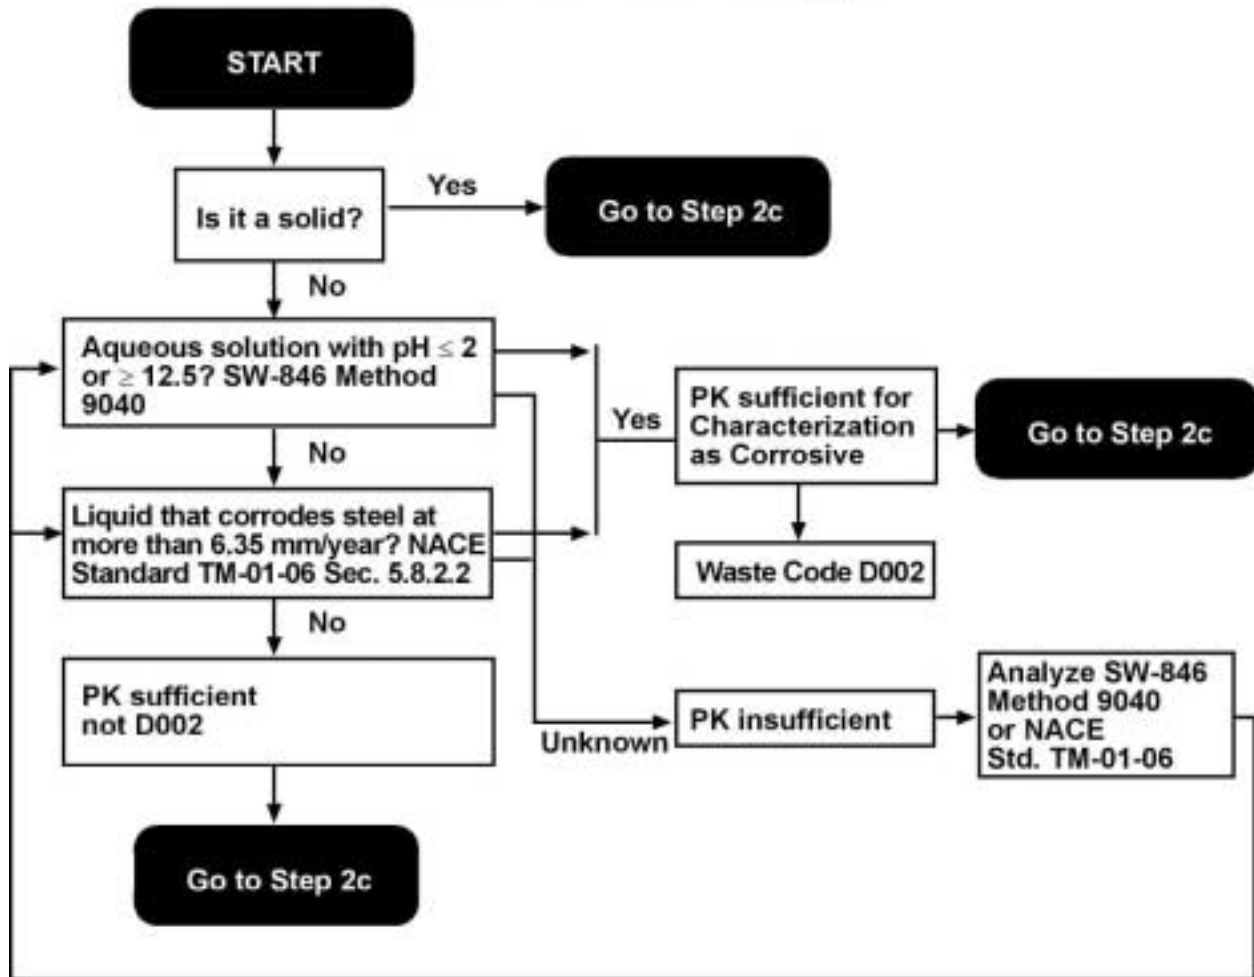 START
Is it a solid?
Yes
Go to Step 2c
No
Aqueous solution with pH ≤ 2
or ≥ 12.5? SW-846 Method
9040
No
Liquid that corrodes steel at
more than 6.35 mm/year? NACE
Standard TM-01-06 Sec. 5.8.2.2
No
PK sufficient
not D002
Go to Step 2c
Yes
PK sufficient for
Characterization
as Corrosive
Go to Step 2c
Waste Code D002
Unknown
PK insufficient
Analyze SW-846
Method 9040
or NACE
Std. TM-01-06